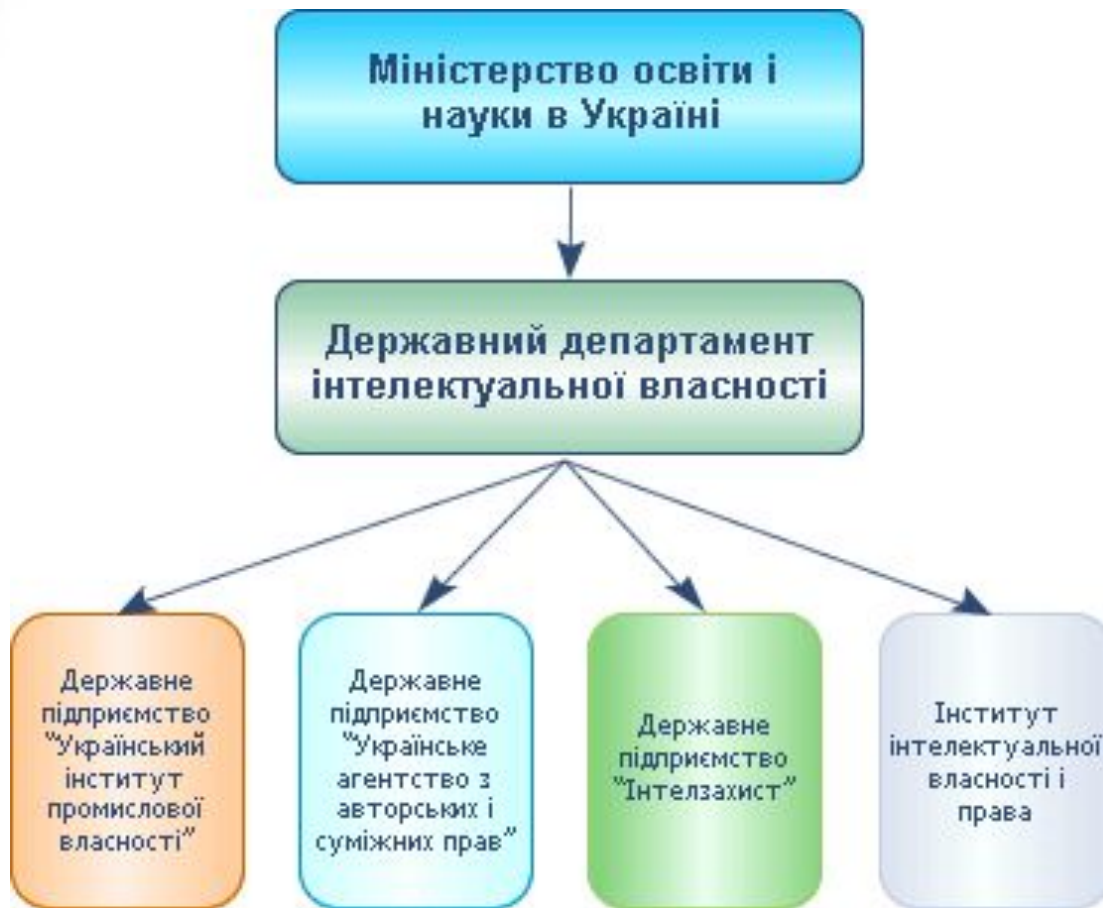 Міністерство освіти і
науки в Україні
Державний департамент
інтелектуальної власності
Державне
підприємство
"Український
інститут
промислової
власності"
Державне
підприємство
"Українське
агентство з
авторських і
суміжних прав"
Державне
підприємство
"Інтелзахист"
Інститут
інтелектуальної
власності і
права